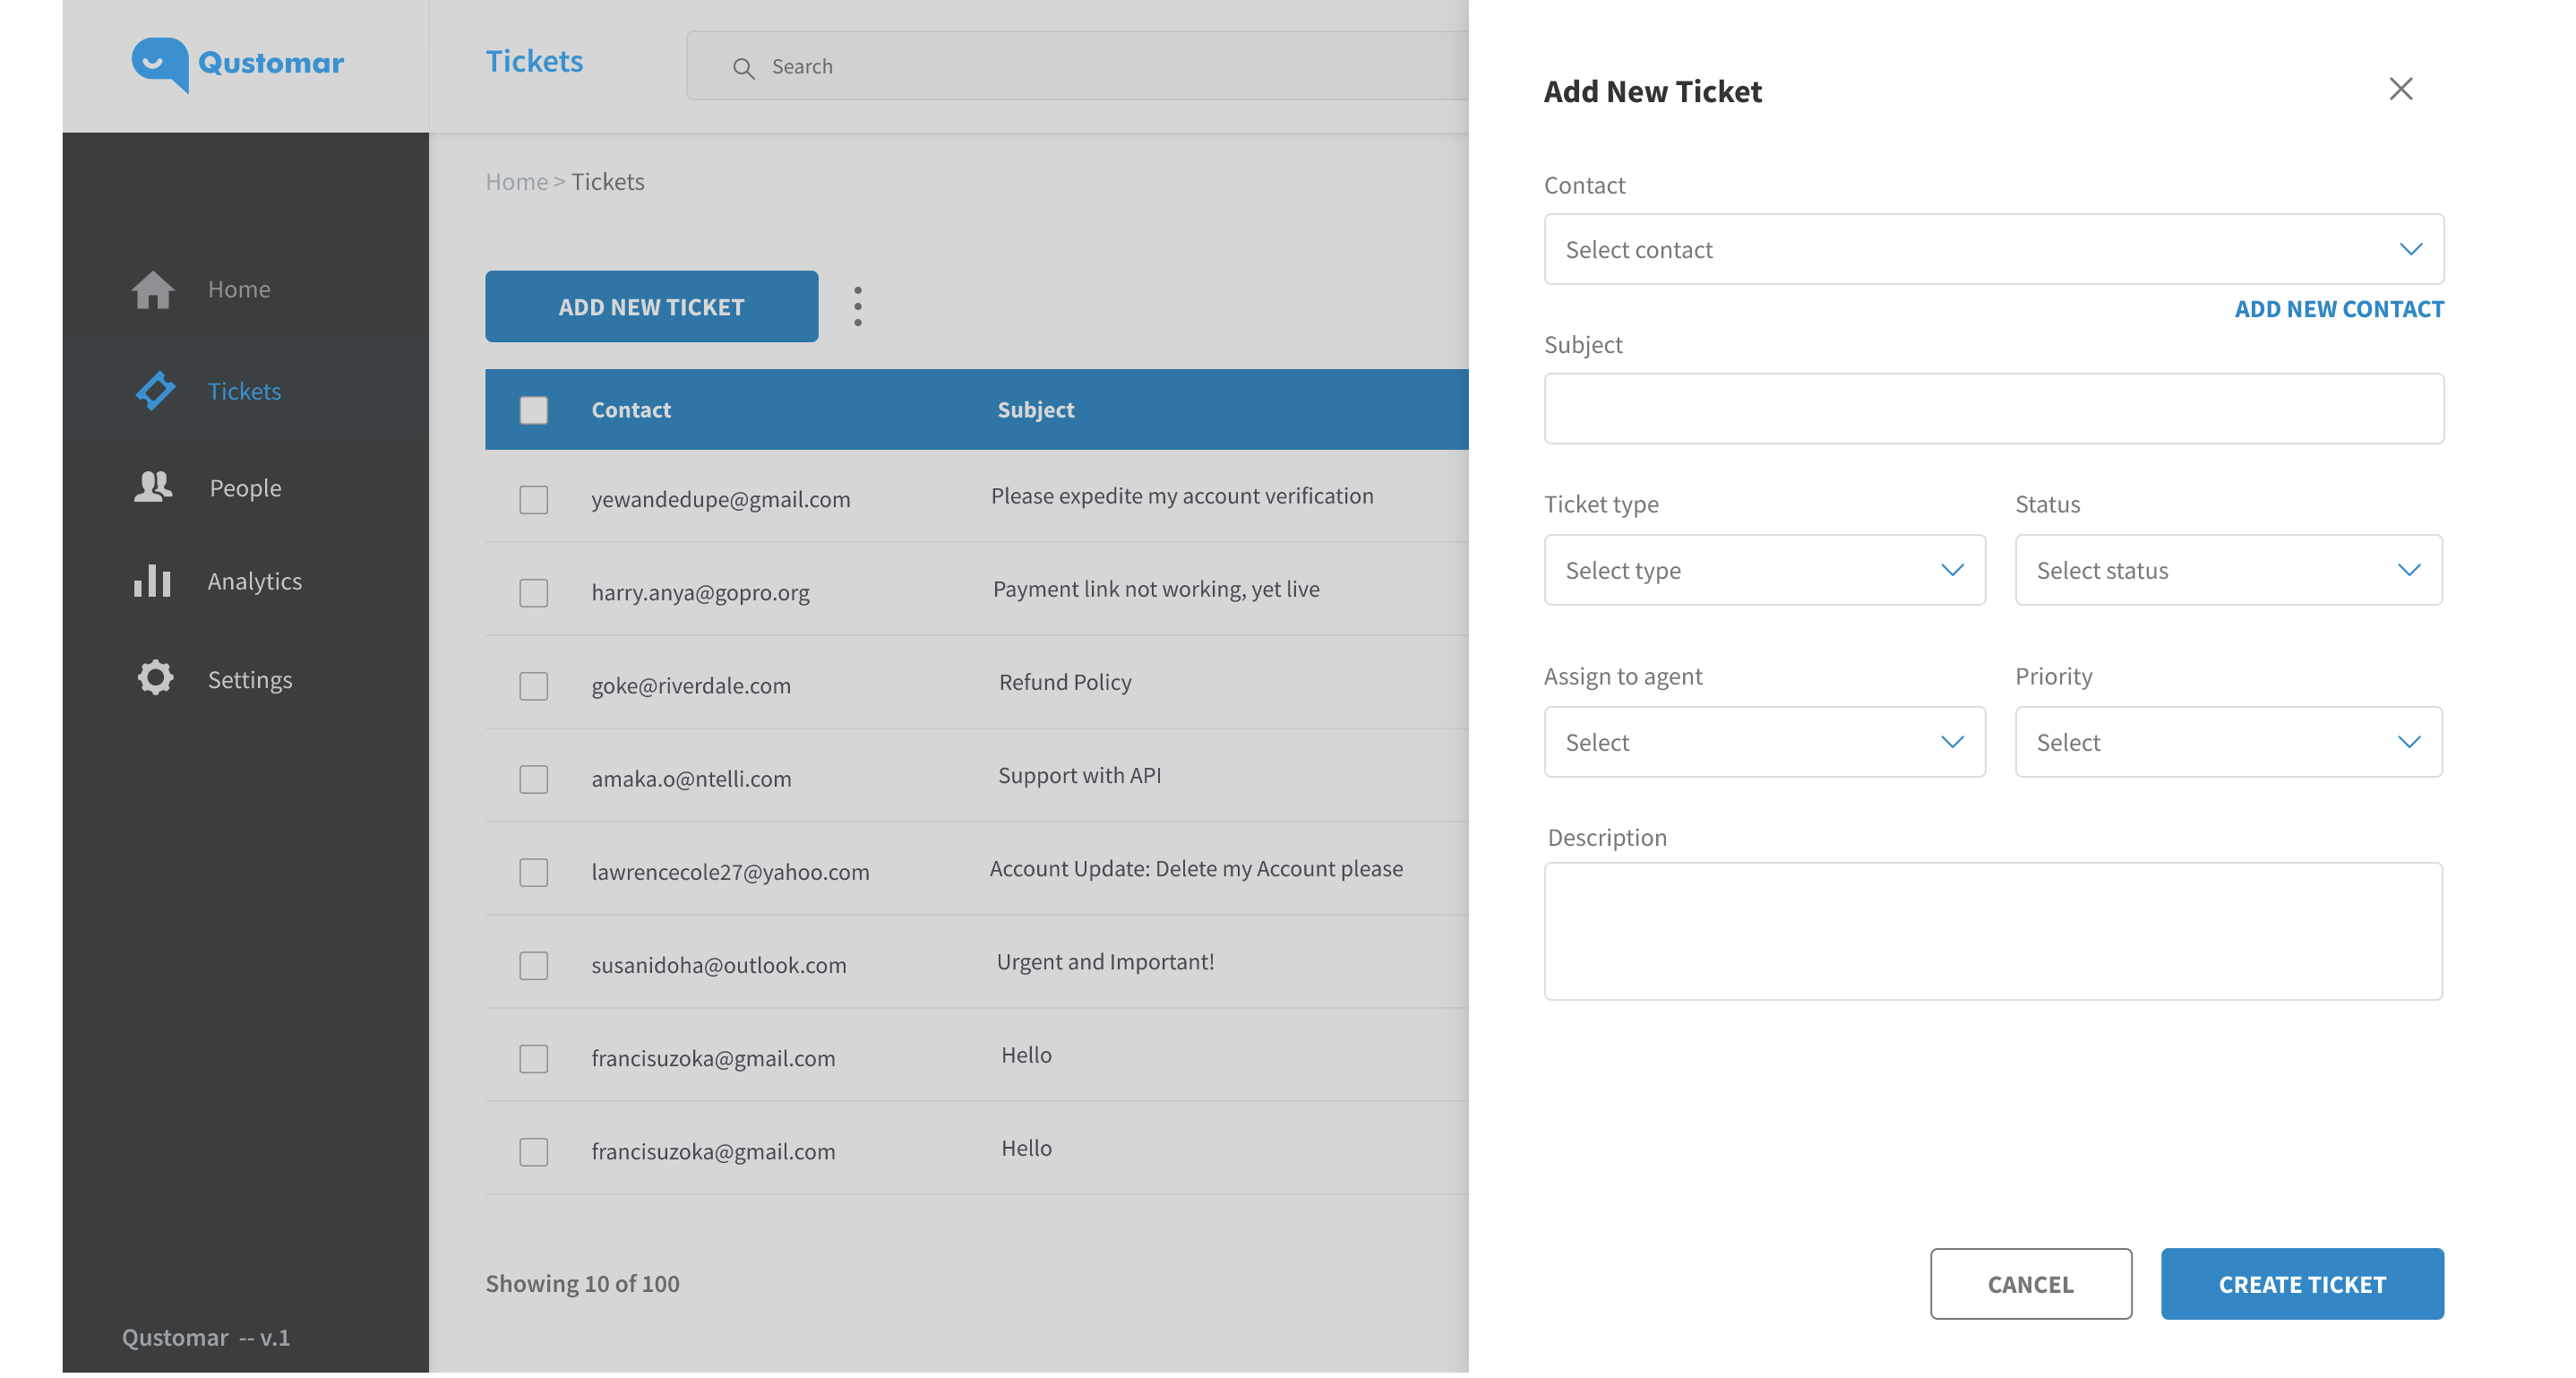 Qustomar
Home
Tickets
People
Analytics
Settings
Qustomar -- v.1
Tickets
Search
Home > Tickets
ADD NEW TICKET
Contact Subject
yewandedupe@gmail.com Please expedite my account verification
harry.anya@gopro.org Payment link not working, yet live
goke@riverdale.com Refund Policy
amaka.o@ntelli.com Support with API
lawrencecole27@yahoo.com Account Update: Delete my Account please
susanidoha@outlook.com Urgent and Important!
francisuzoka@gmail.com Hello
francisuzoka@gmail.com Hello
Showing 10 of 100
Add New Ticket
Contact
Select contact
ADD NEW CONTACT
Subject
Ticket type Status
Select type Select status
Assign to agent Priority
Select Select
Description
CANCEL CREATE TICKET